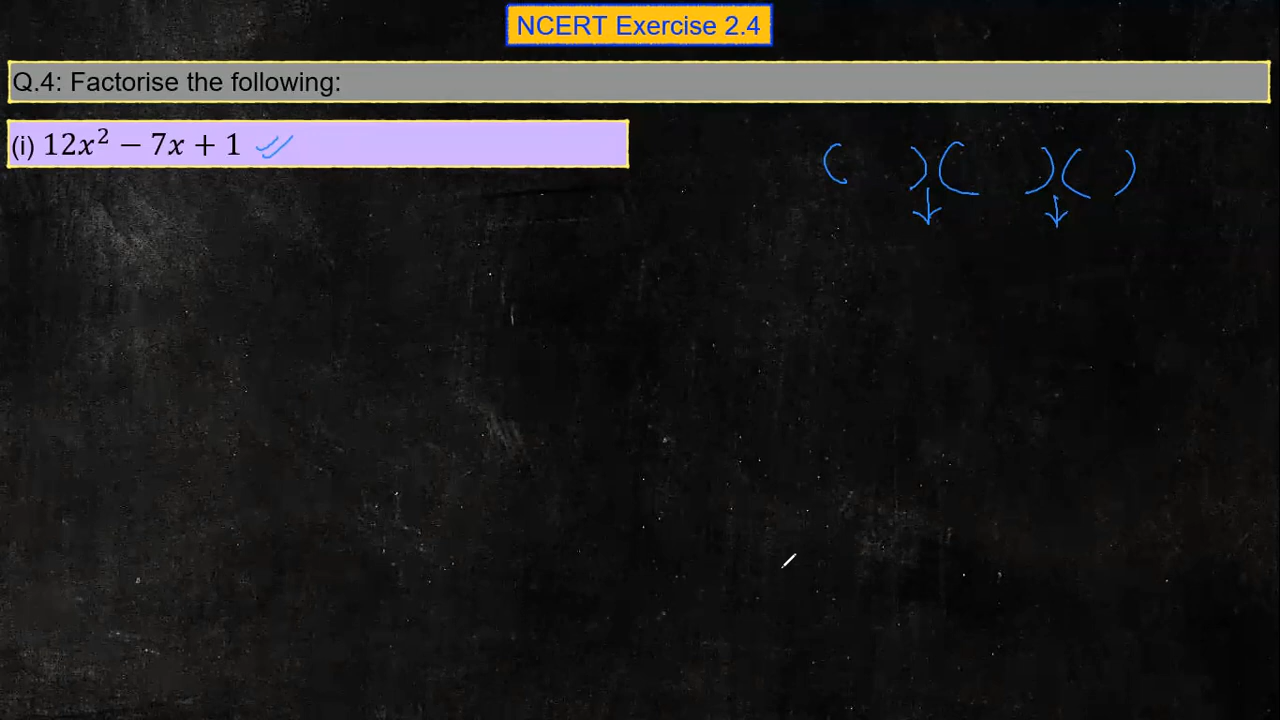 NCERT Exercise 2.4
Q.4: Factorise the following:
(i) 12x² − 7x + 1
( )( )( )